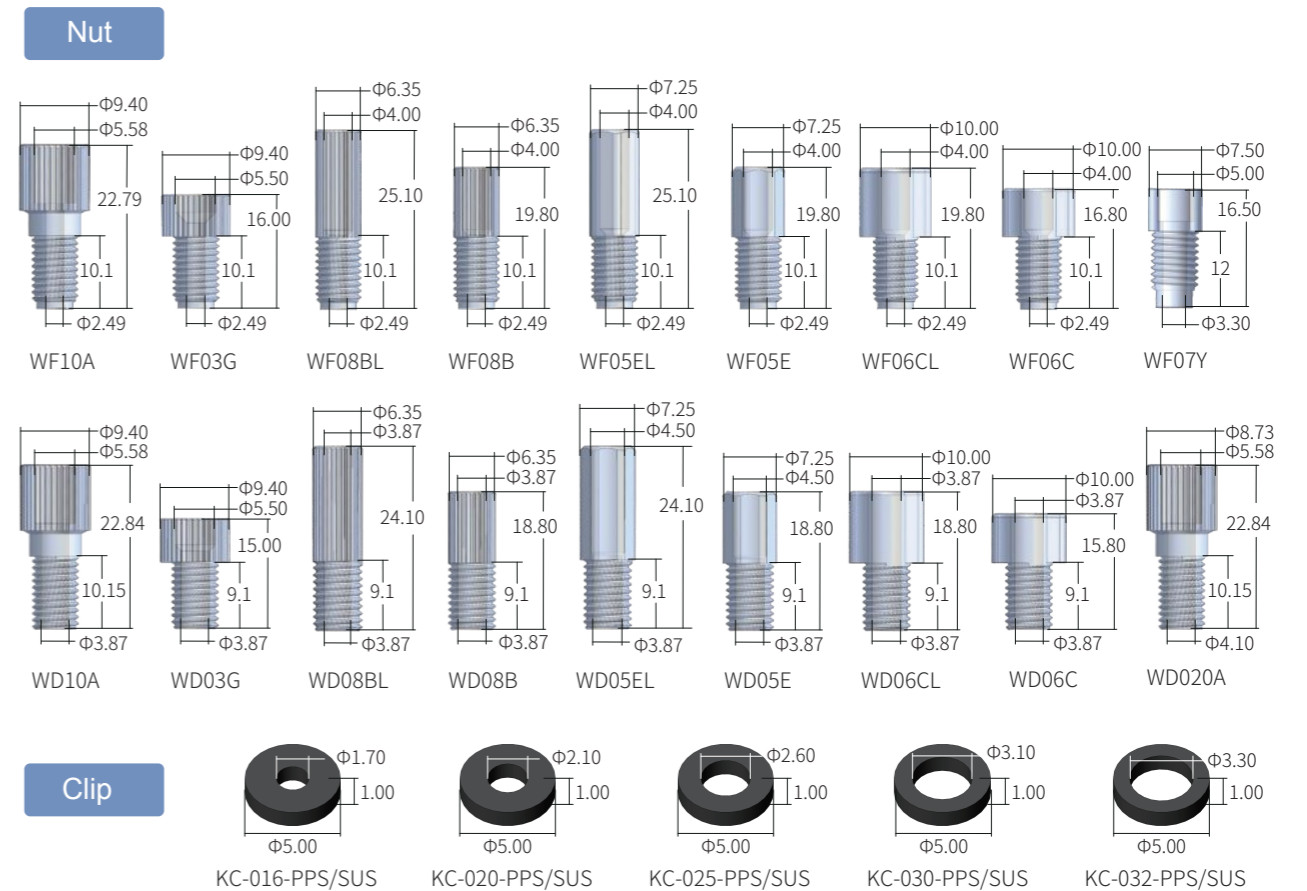 Nut
Φ9.40
Φ5.58
22.79
10.1
Φ2.49
WF10A
Φ9.40
Φ5.50
16.00
10.1
Φ2.49
WF03G
Φ6.35
Φ4.00
25.10
10.1
Φ2.49
WF08BL
Φ6.35
Φ4.00
19.80
10.1
Φ2.49
WF08B
Φ7.25
Φ4.00
25.10
10.1
Φ2.49
WF05EL
Φ7.25
Φ4.00
19.80
10.1
Φ2.49
WF05E
Φ10.00
Φ4.00
19.80
10.1
Φ2.49
WF06CL
Φ10.00
Φ4.00
16.80
10.1
Φ2.49
WF06C
Φ7.50
Φ5.00
16.50
12
Φ3.30
WF07Y
Φ9.40
Φ5.58
22.84
10.15
Φ3.87
WD10A
Φ9.40
Φ5.50
15.00
9.1
Φ3.87
WD03G
Φ6.35
Φ3.87
24.10
9.1
Φ3.87
WD08BL
Φ6.35
Φ3.87
18.80
9.1
Φ3.87
WD08B
Φ7.25
Φ4.50
24.10
9.1
Φ3.87
WD05EL
Φ7.25
Φ4.50
18.80
9.1
Φ3.87
WD05E
Φ10.00
Φ3.87
18.80
9.1
Φ3.87
WD06CL
Φ10.00
Φ3.87
15.80
9.1
Φ3.87
WD06C
Φ8.73
Φ5.58
22.84
10.15
Φ4.10
WD020A
Clip
Φ1.70
1.00
Φ5.00
KC-016-PPS/SUS
Φ2.10
1.00
Φ5.00
KC-020-PPS/SUS
Φ2.60
1.00
Φ5.00
KC-025-PPS/SUS
Φ3.10
1.00
Φ5.00
KC-030-PPS/SUS
Φ3.30
1.00
Φ5.00
KC-032-PPS/SUS